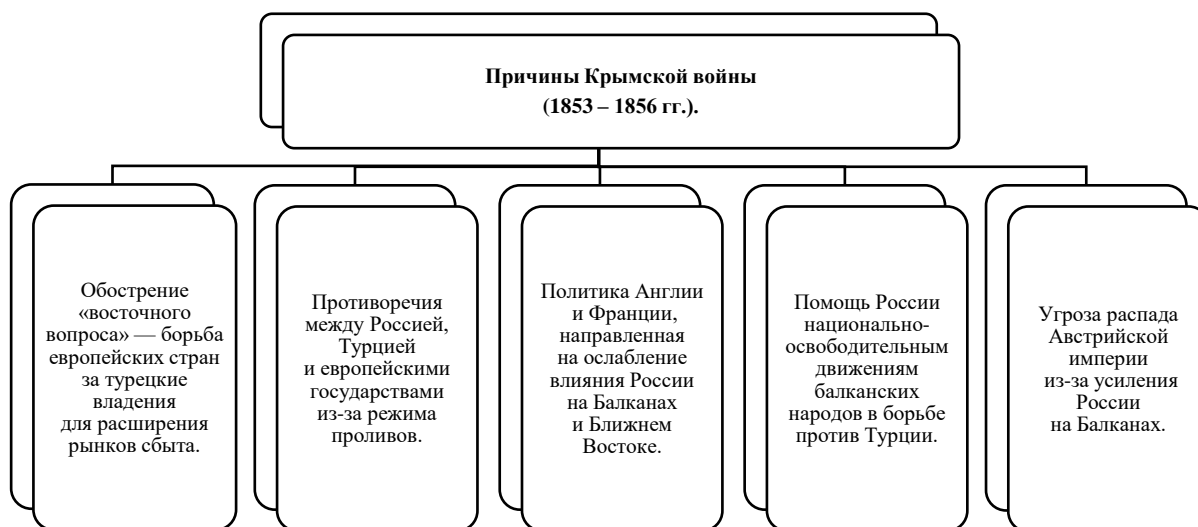 Причины Крымской войны
(1853 – 1856 гг.).
Обострение
«восточного
вопроса» — борьба
европейских стран
за турецкие
владения
для расширения
рынков сбыта.
Противоречия
между Россией,
Турцией
и европейскими
государствами
из-за режима
проливов.
Политика Англии
и Франции,
направленная
на ослабление
влияния России
на Балканах
и Ближнем
Востоке.
Помощь России
национально-
освободительным
движениям
балканских
народов в борьбе
против Турции.
Угроза распада
Австрийской
империи
из-за усиления
России
на Балканах.